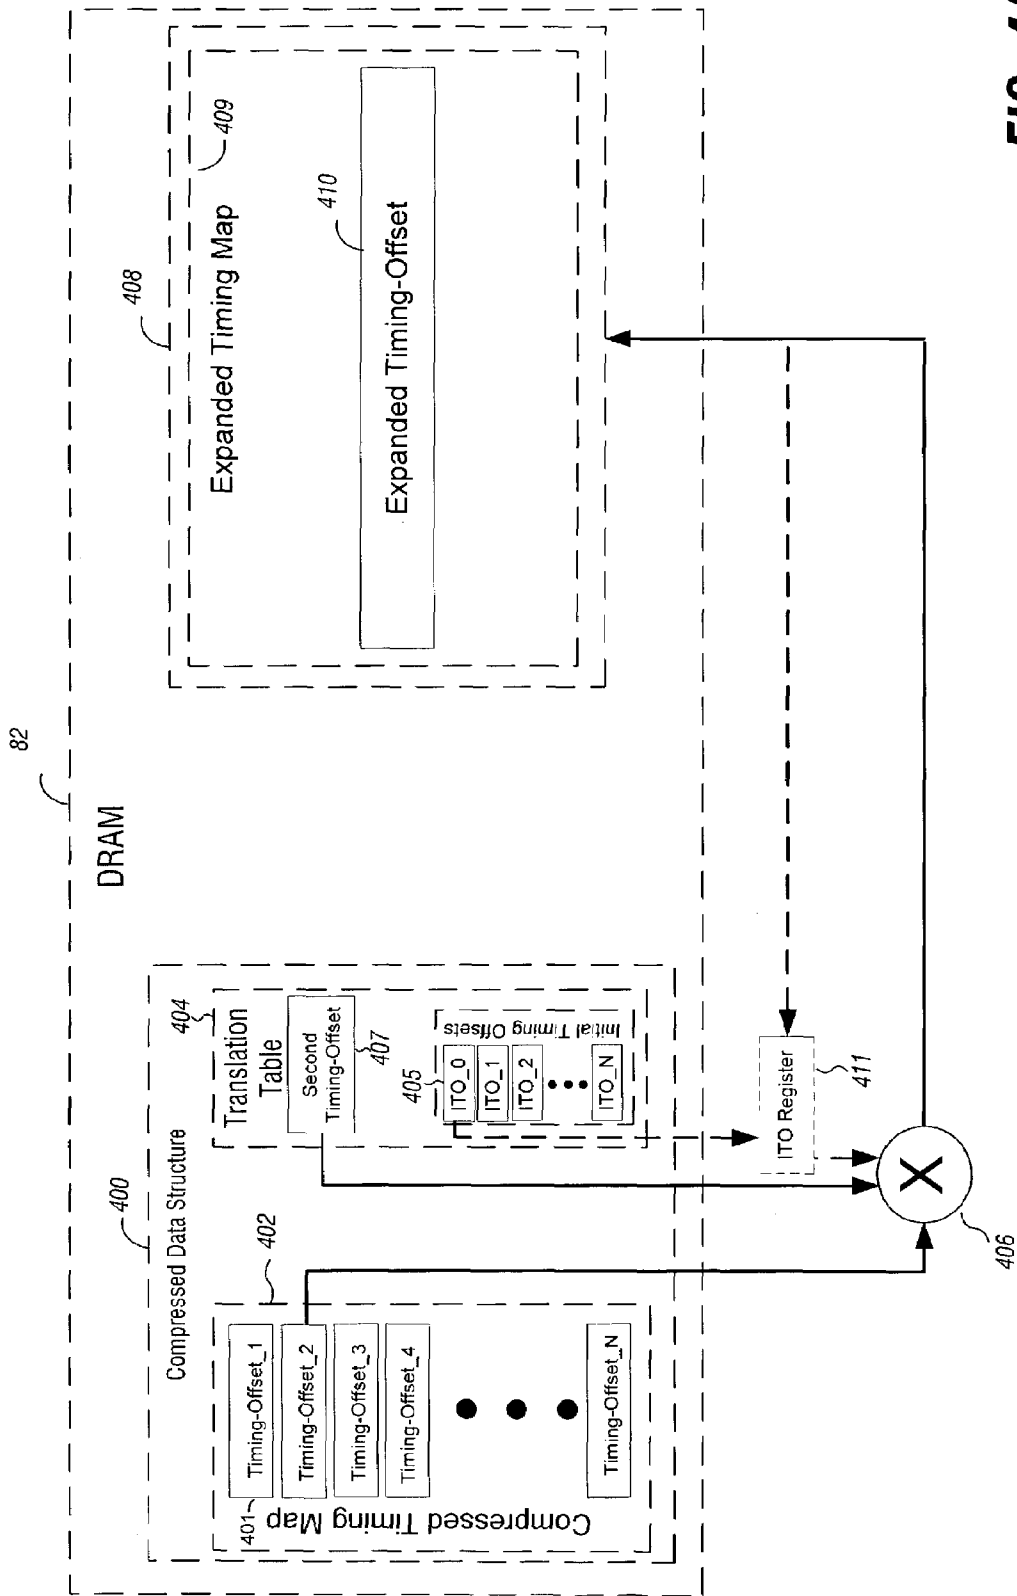 82
DRAM
400
Compressed Data Structure
402
Compressed Timing Map
401
Timing-Offset_1
Timing-Offset_2
Timing-Offset_3
Timing-Offset_4
Timing-Offset_N
404
Translation
Table
Second
Timing-Offset
407
405
Initial Timing Offsets
ITO_0
ITO_1
ITO_2
ITO_N
408
409
Expanded Timing Map
410
Expanded Timing-Offset
ITO Register
411
X
406